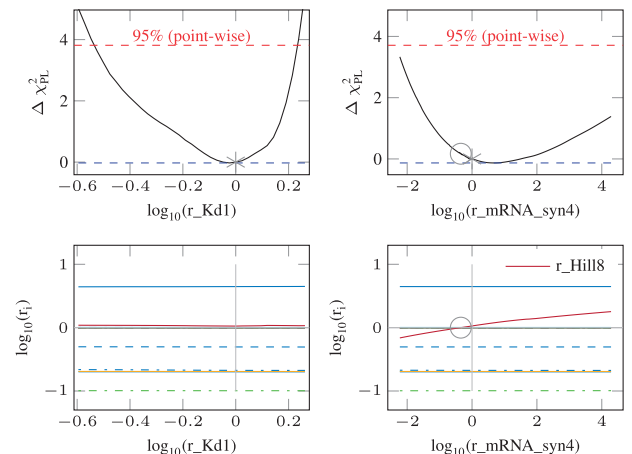 4
2
0
Δ χ²PL
95% (point-wise)
−0.6 −0.4 −0.2 0 0.2
log10(r_Kd1)
4
2
0
Δ χ²PL
95% (point-wise)
−2 0 2 4
log10(r_mRNA_syn4)
1
0
−1
log10(ri)
−0.6 −0.4 −0.2 0 0.2
log10(r_Kd1)
1
0
−1
log10(ri)
r_Hill8
−2 0 2 4
log10(r_mRNA_syn4)